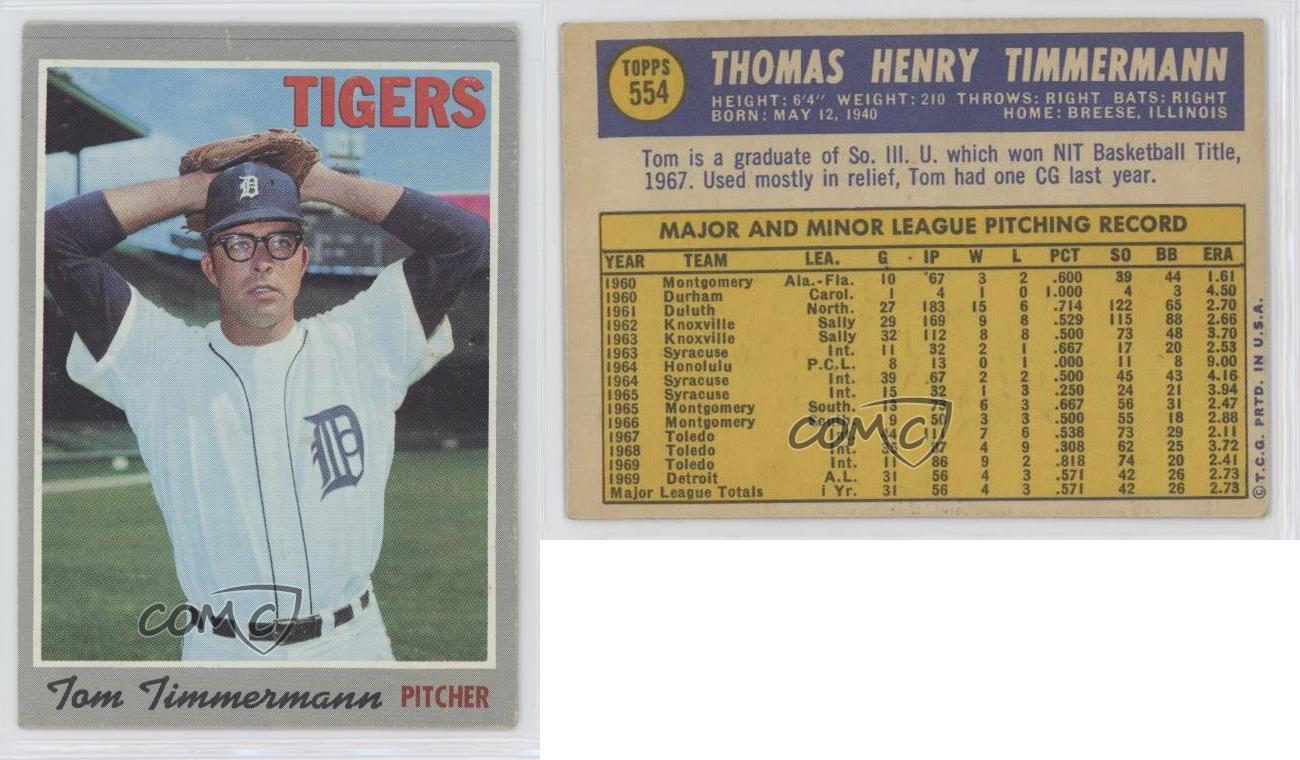 TIGERS
D
D
COMC
Tom Timmermann PITCHER
TOPPS
554
THOMAS HENRY TIMMERMANN
HEIGHT: 6'4" WEIGHT: 210 THROWS: RIGHT BATS: RIGHT
BORN: MAY 12, 1940 HOME: BREESE, ILLINOIS
Tom is a graduate of So. Ill. U. which won NIT Basketball Title,
1967. Used mostly in relief, Tom had one CG last year.
MAJOR AND MINOR LEAGUE PITCHING RECORD
YEAR TEAM LEA. G IP W L PCT SO BB ERA
1960 Montgomery Ala.-Fla. 10 67 3 2 .600 39 44 1.61
1960 Durham Carol. 1 4 1 0 1.000 4 3 4.50
1961 Duluth North. 27 183 15 6 .714 122 65 2.70
1962 Knoxville Sally 29 169 9 8 .529 115 88 2.66
1963 Knoxville Sally 32 112 8 8 .500 73 48 3.70
1963 Syracuse Int. 11 32 2 1 .667 17 20 2.53
1964 Honolulu P.C.L. 8 13 0 1 .000 11 8 9.00
1964 Syracuse Int. 39 67 2 2 .500 45 43 4.16
1965 Syracuse Int. 15 32 1 3 .250 24 21 3.94
1965 Montgomery South. 13 73 6 3 .667 56 31 2.47
1966 Montgomery South. 9 50 3 3 .500 55 18 2.88
1967 Toledo Int. 44 7 6 .538 73 29 2.11
1968 Toledo Int. 87 4 9 .308 62 25 3.72
1969 Toledo Int. 11 86 9 2 .818 74 20 2.41
1969 Detroit A.L. 31 56 4 3 .571 42 26 2.73
Major League Totals 1 Yr. 31 56 4 3 .571 42 26 2.73
COMC
© T.C.G. PRTD. IN U.S.A.